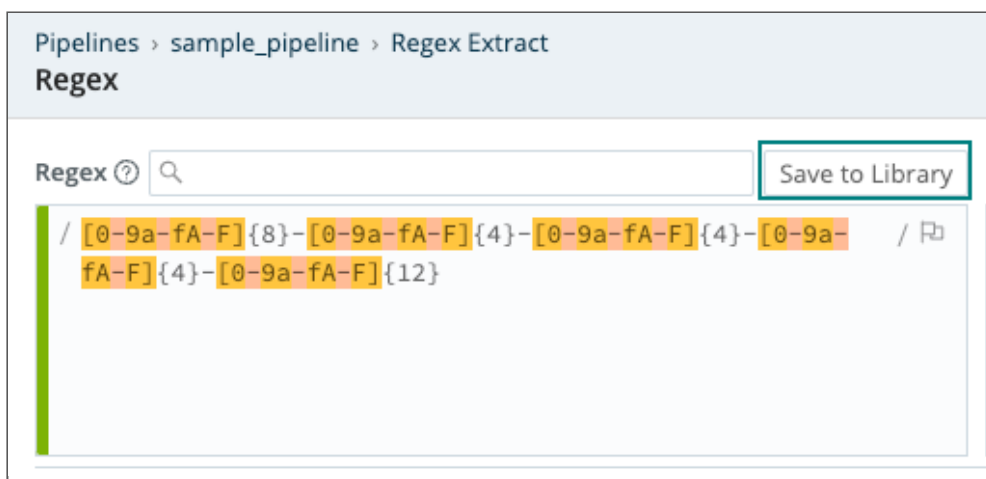 Pipelines › sample_pipeline › Regex Extract
Regex
Regex Save to Library
/ [0-9a-fA-F]{8}-[0-9a-fA-F]{4}-[0-9a-fA-F]{4}-[0-9a- /
fA-F]{4}-[0-9a-fA-F]{12}